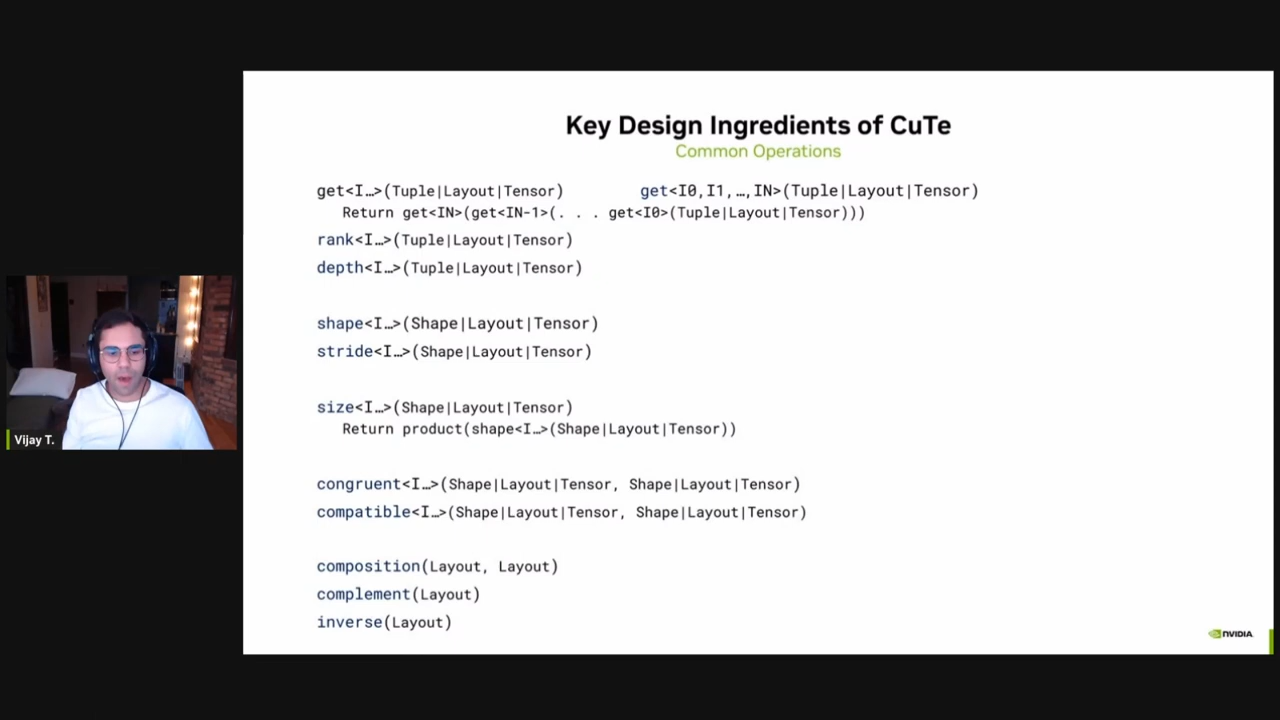 Key Design Ingredients of CuTe
Common Operations
get<I…>(Tuple|Layout|Tensor) get<I0,I1,…,IN>(Tuple|Layout|Tensor)
Return get<IN>(get<IN-1>(. . . get<I0>(Tuple|Layout|Tensor)))
rank<I…>(Tuple|Layout|Tensor)
depth<I…>(Tuple|Layout|Tensor)
shape<I…>(Shape|Layout|Tensor)
stride<I…>(Shape|Layout|Tensor)
size<I…>(Shape|Layout|Tensor)
Return product(shape<I…>(Shape|Layout|Tensor))
congruent<I…>(Shape|Layout|Tensor, Shape|Layout|Tensor)
compatible<I…>(Shape|Layout|Tensor, Shape|Layout|Tensor)
composition(Layout, Layout)
complement(Layout)
inverse(Layout)
Vijay T.
NVIDIA.